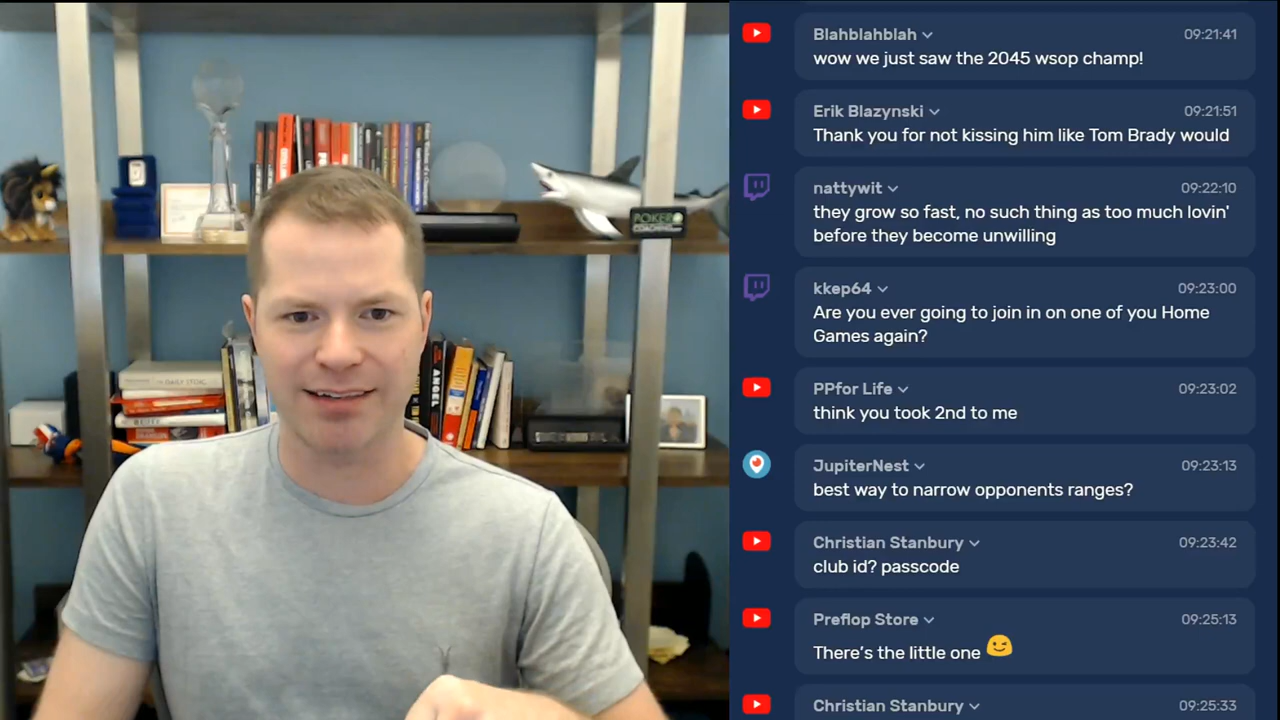 Blahblahblah
09:21:41
wow we just saw the 2045 wsop champ!
Erik Blazynski
09:21:51
Thank you for not kissing him like Tom Brady would
nattywit
09:22:10
they grow so fast, no such thing as too much lovin'
before they become unwilling
kkep64
09:23:00
Are you ever going to join in on one of you Home
Games again?
PPfor Life
09:23:02
think you took 2nd to me
JupiterNest
09:23:13
best way to narrow opponents ranges?
Christian Stanbury
09:23:42
club id? passcode
Preflop Store
09:25:13
There's the little one 😉
Christian Stanbury
09:25:33
POKER
COACHING
DAILY STOIC
ANGEL